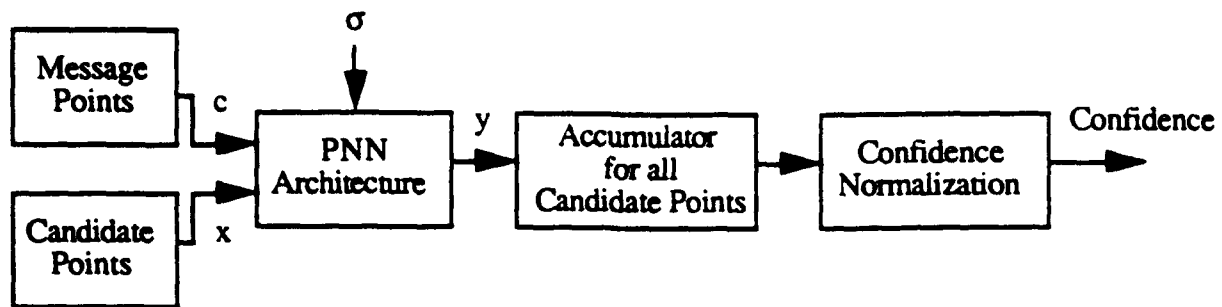 σ
Message
Points
c
PNN
Architecture
y
Accumulator
for all
Candidate Points
Confidence
Normalization
Confidence
Candidate
Points
x